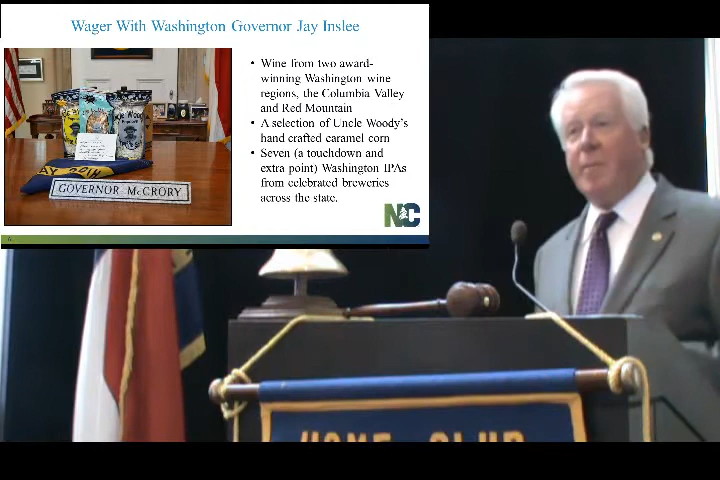 Wager With Washington Governor Jay Inslee
• Wine from two award-
winning Washington wine
regions, the Columbia Valley
and Red Mountain
• A selection of Uncle Woody's
hand crafted caramel corn
• Seven (a touchdown and
extra point) Washington IPAs
from celebrated breweries
across the state.
GOVERNOR McCRORY
NC
HOME CLUB